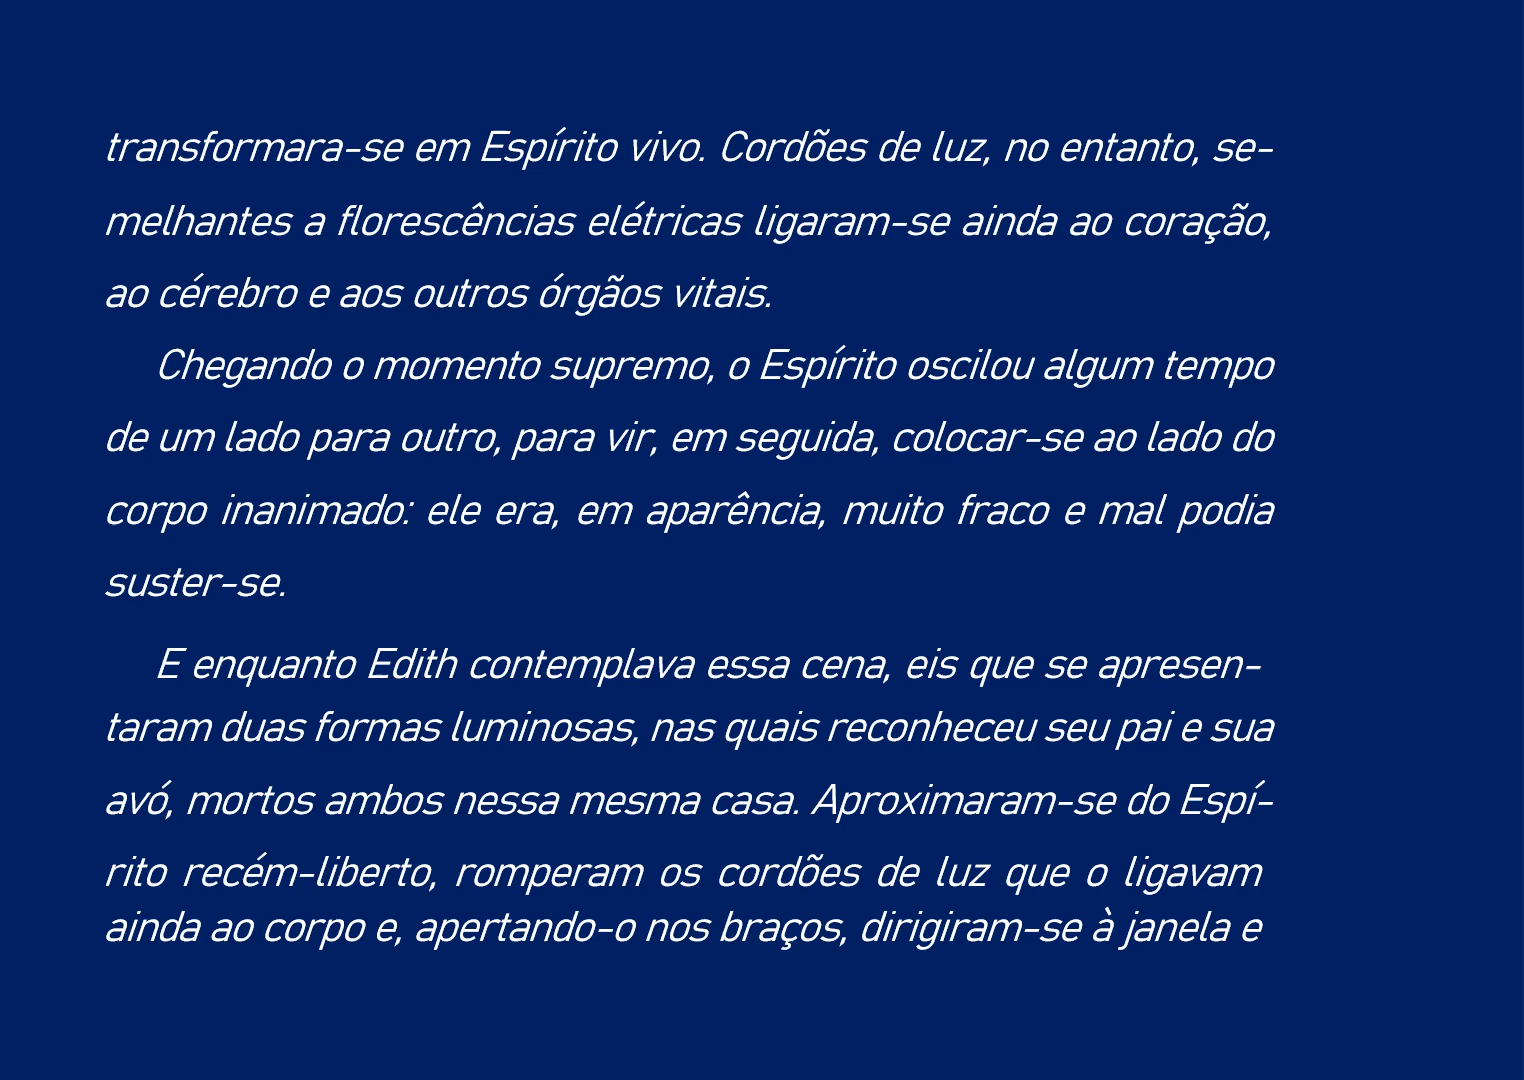 transformara-se em Espírito vivo. Cordões de luz, no entanto, se-
melhantes a florescências elétricas ligaram-se ainda ao coração,
ao cérebro e aos outros órgãos vitais.
Chegando o momento supremo, o Espírito oscilou algum tempo
de um lado para outro, para vir, em seguida, colocar-se ao lado do
corpo inanimado: ele era, em aparência, muito fraco e mal podia
suster-se.
E enquanto Edith contemplava essa cena, eis que se apresen-
taram duas formas luminosas, nas quais reconheceu seu pai e sua
avó, mortos ambos nessa mesma casa. Aproximaram-se do Espí-
rito recém-liberto, romperam os cordões de luz que o ligavam
ainda ao corpo e, apertando-o nos braços, dirigiram-se à janela e